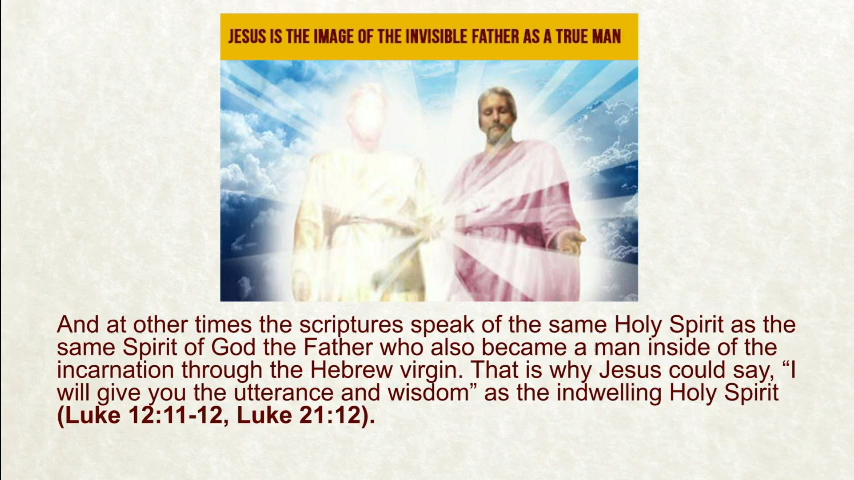 JESUS IS THE IMAGE OF THE INVISIBLE FATHER AS A TRUE MAN
And at other times the scriptures speak of the same Holy Spirit as the
same Spirit of God the Father who also became a man inside of the
incarnation through the Hebrew virgin. That is why Jesus could say, “I
will give you the utterance and wisdom” as the indwelling Holy Spirit
(Luke 12:11-12, Luke 21:12).